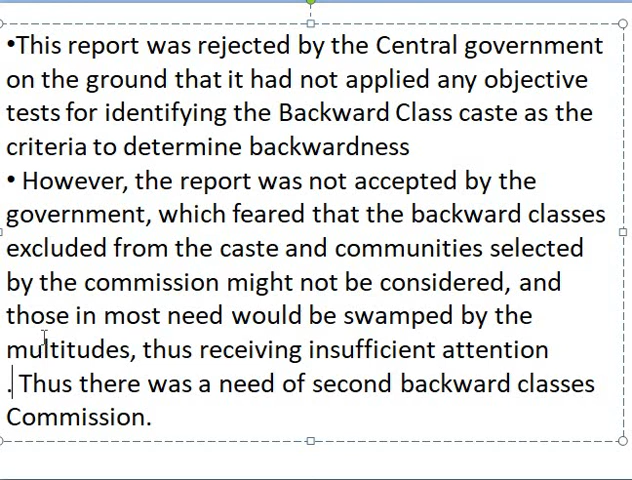 •This report was rejected by the Central government
on the ground that it had not applied any objective
tests for identifying the Backward Class caste as the
criteria to determine backwardness
• However, the report was not accepted by the
government, which feared that the backward classes
excluded from the caste and communities selected
by the commission might not be considered, and
those in most need would be swamped by the
multitudes, thus receiving insufficient attention
. Thus there was a need of second backward classes
Commission.